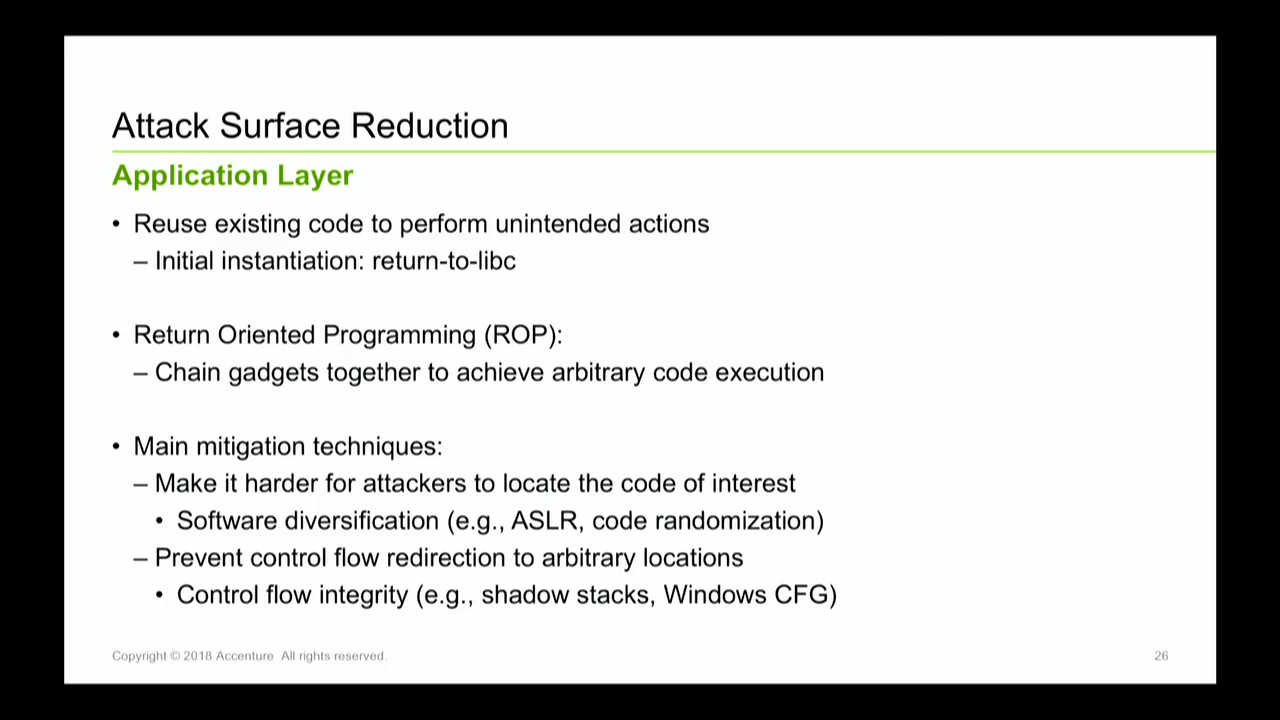 Attack Surface Reduction
Application Layer
• Reuse existing code to perform unintended actions
– Initial instantiation: return-to-libc
• Return Oriented Programming (ROP):
– Chain gadgets together to achieve arbitrary code execution
• Main mitigation techniques:
– Make it harder for attackers to locate the code of interest
• Software diversification (e.g., ASLR, code randomization)
– Prevent control flow redirection to arbitrary locations
• Control flow integrity (e.g., shadow stacks, Windows CFG)
Copyright © 2018 Accenture All rights reserved.
26